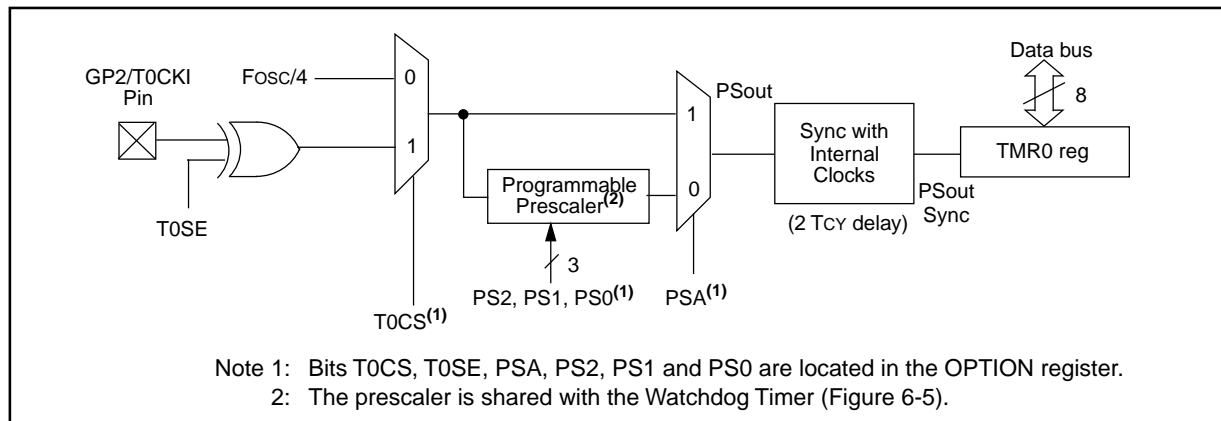 GP2/T0CKI
Pin
T0SE
FOSC/4
0
1
T0CS(1)
Programmable
Prescaler(2)
3
PS2, PS1, PS0(1)
1
0
PSA(1)
PSout
Sync with
Internal
Clocks
(2 TCY delay)
PSout
Sync
Data bus
8
TMR0 reg
Note 1: Bits T0CS, T0SE, PSA, PS2, PS1 and PS0 are located in the OPTION register.
2: The prescaler is shared with the Watchdog Timer (Figure 6-5).